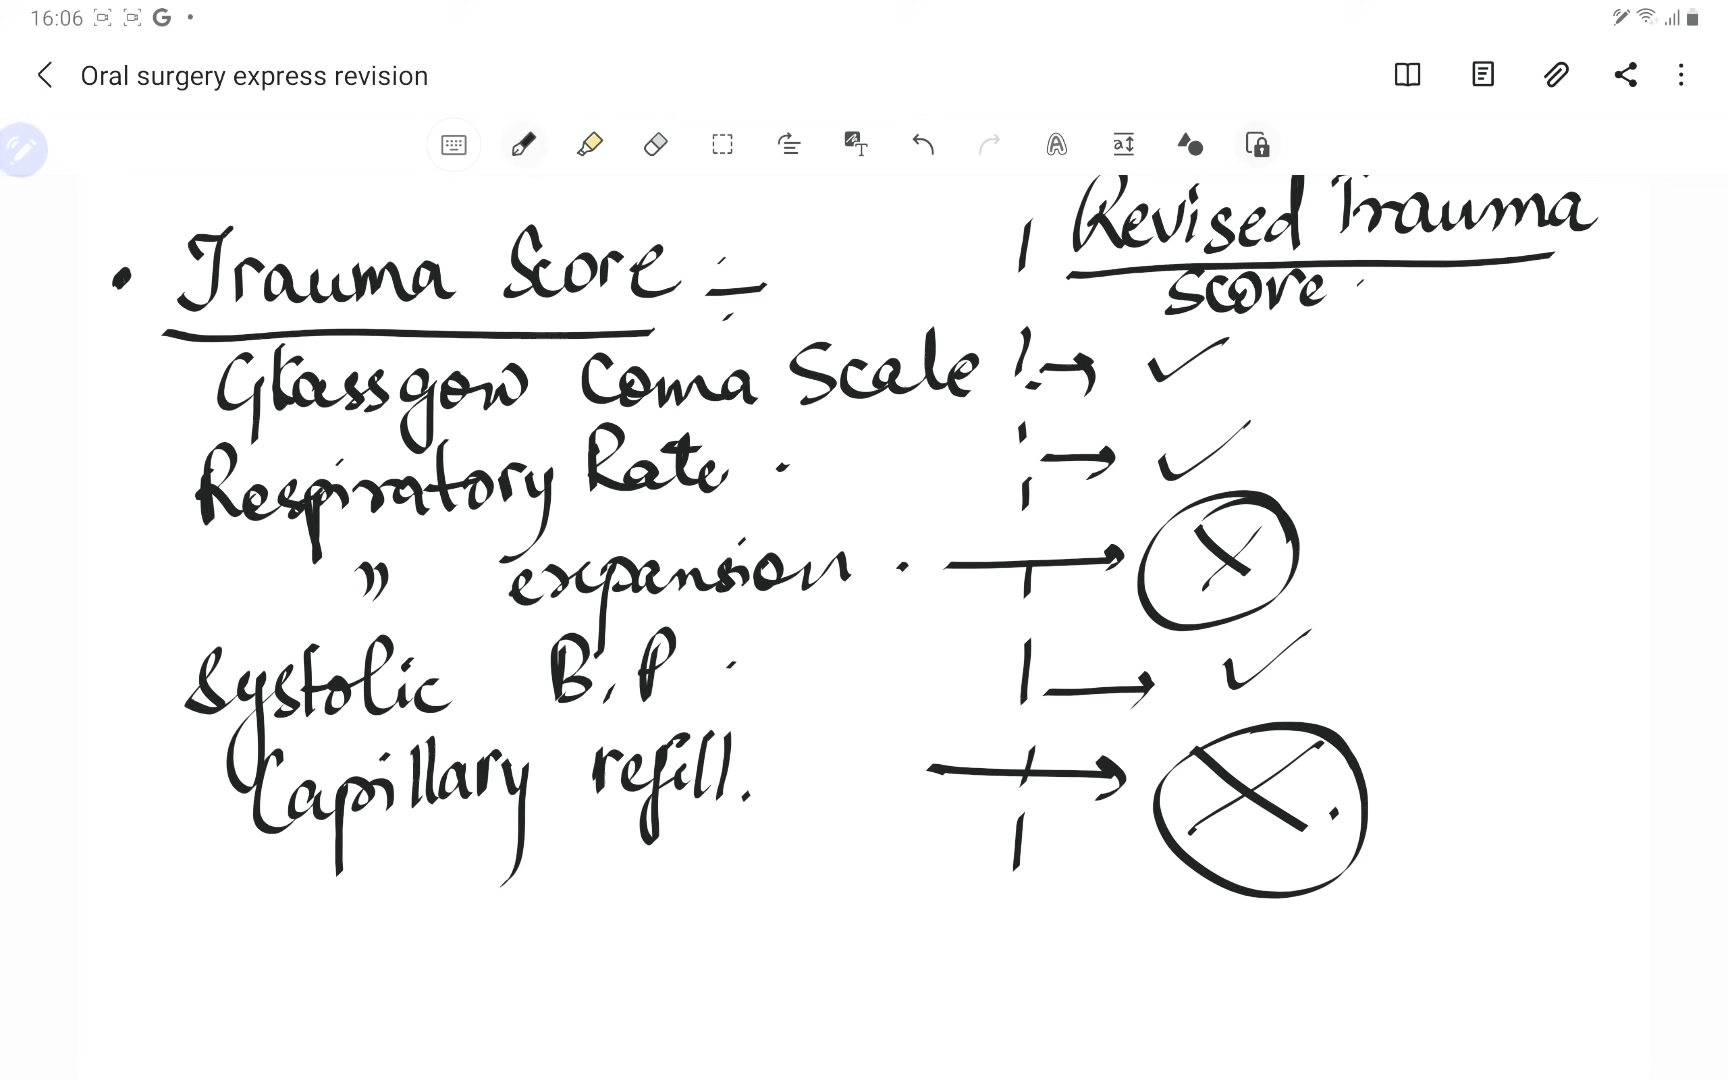 16:06 G
Oral surgery express revision
Revised Trauma
Score.
• Trauma Score :-
Glassgow Coma Scale → ✓
Respiratory Rate. → ✓
" expansion. → X
Systolic B.P. → ✓
Capillary refill. → X.